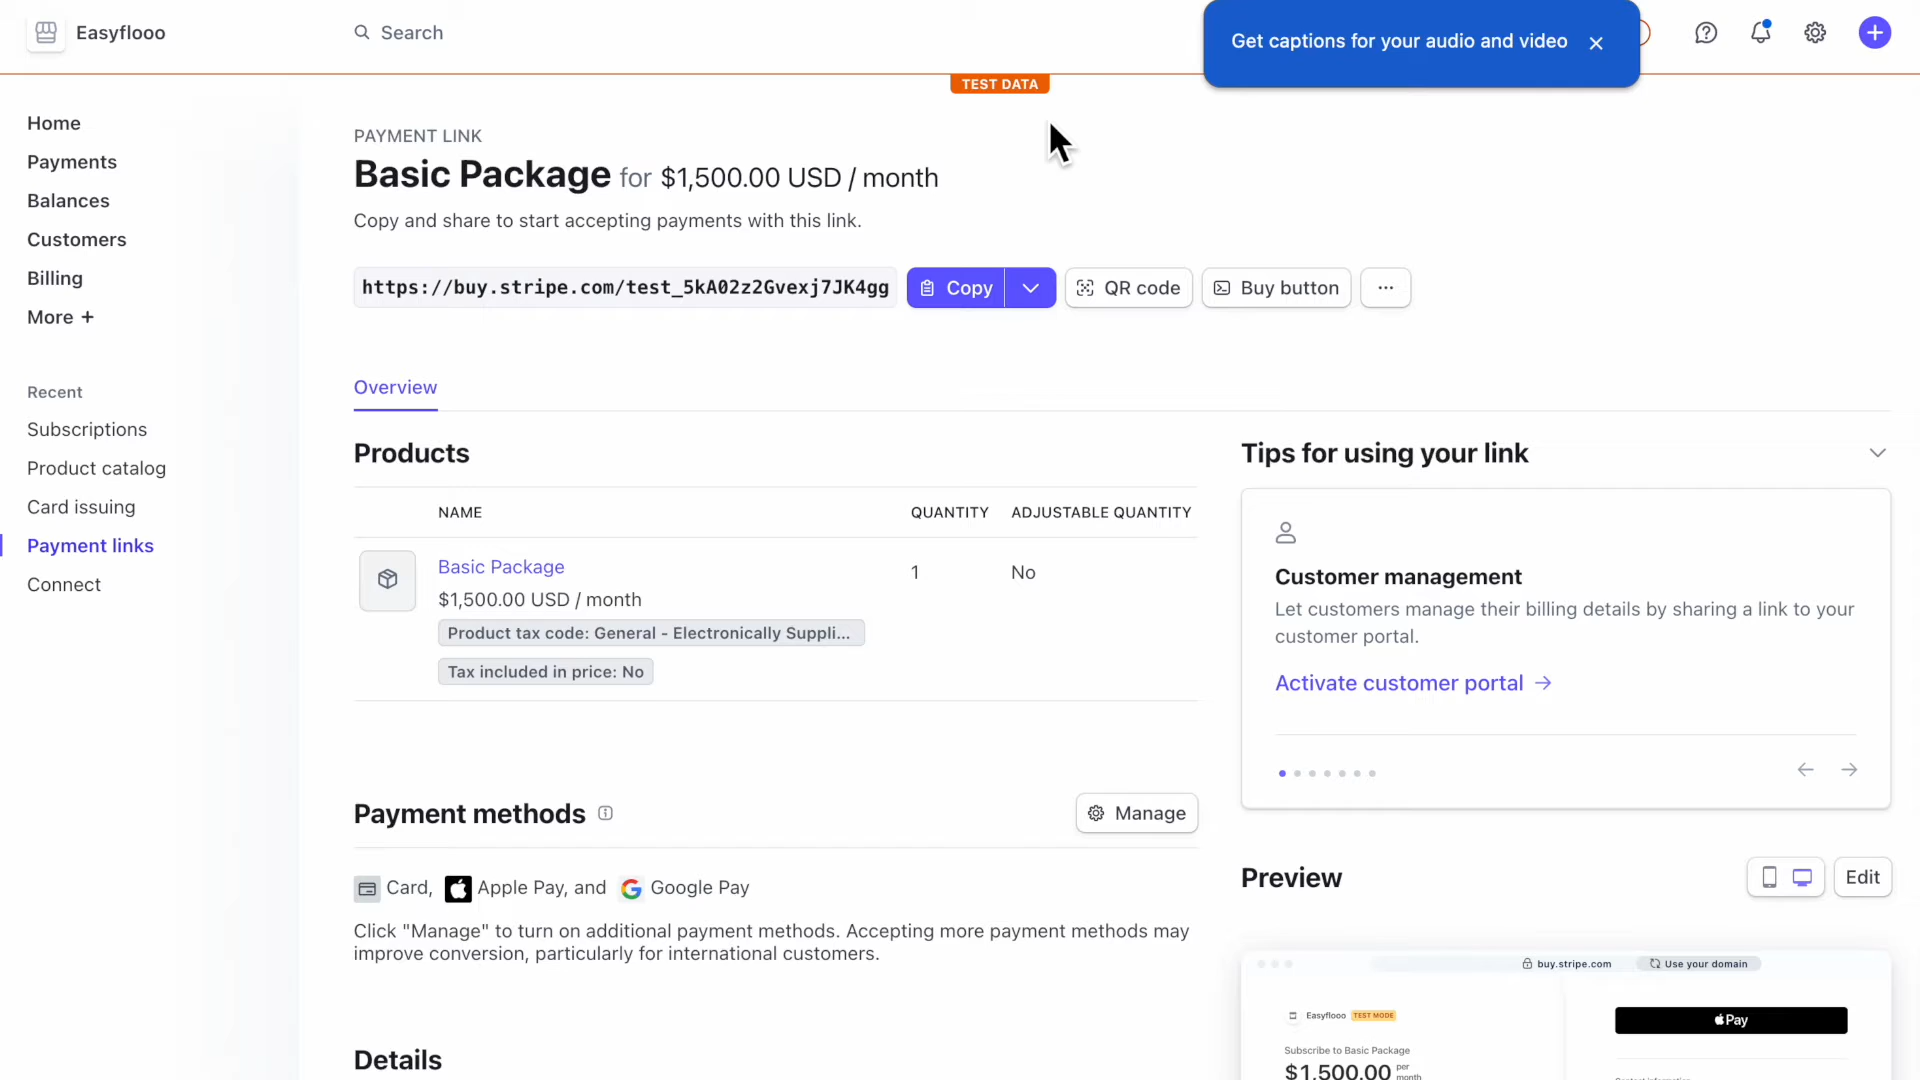 Easyflooo
Search
Get captions for your audio and video
TEST DATA
Home
Payments
Balances
Customers
Billing
More +
Recent
Subscriptions
Product catalog
Card issuing
Payment links
Connect
PAYMENT LINK
Basic Package for $1,500.00 USD / month
Copy and share to start accepting payments with this link.
https://buy.stripe.com/test_5kA02z2Gvexj7JK4gg
Copy
QR code
Buy button
Overview
Products
NAME QUANTITY ADJUSTABLE QUANTITY
Basic Package 1 No
$1,500.00 USD / month
Product tax code: General - Electronically Suppli...
Tax included in price: No
Payment methods
Manage
Card, Apple Pay, and Google Pay
Click "Manage" to turn on additional payment methods. Accepting more payment methods may
improve conversion, particularly for international customers.
Details
Tips for using your link
Customer management
Let customers manage their billing details by sharing a link to your
customer portal.
Activate customer portal →
Preview
Edit
buy.stripe.com
Use your domain
Easyflooo TEST MODE
Subscribe to Basic Package
$1,500.00 per
month
Pay